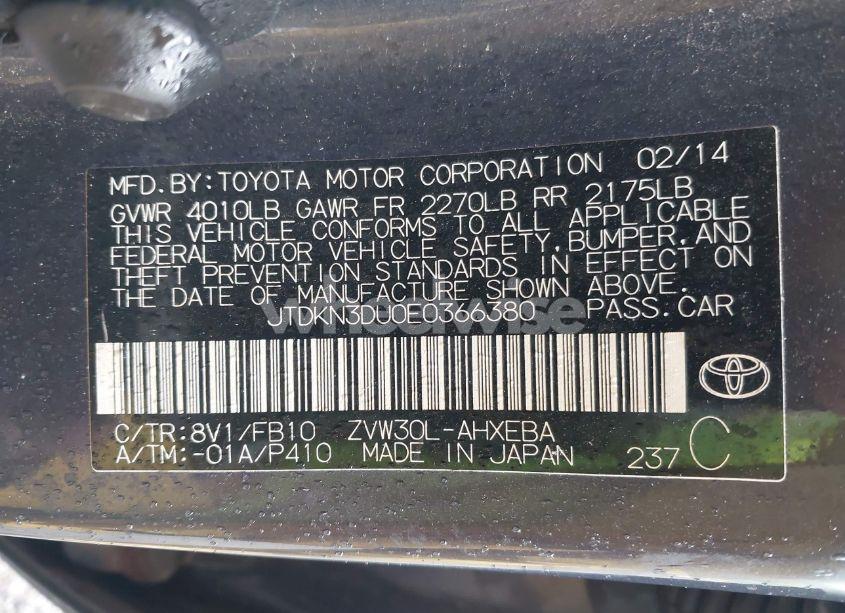 MFD.BY:TOYOTA MOTOR CORPORATION 02/14
GVWR 4010LB GAWR FR 2270LB RR 2175LB
THIS VEHICLE CONFORMS TO ALL APPLICABLE
FEDERAL MOTOR VEHICLE SAFETY,BUMPER,AND
THEFT PREVENTION STANDARDS IN EFFECT ON
THE DATE OF MANUFACTURE SHOWN ABOVE.
JTDKN3DU0E0366380 PASS.CAR
wheelwise
C/TR:8V1/FB10 ZVW30L-AHXEBA
A/TM:-01A/P410 MADE IN JAPAN 237 C